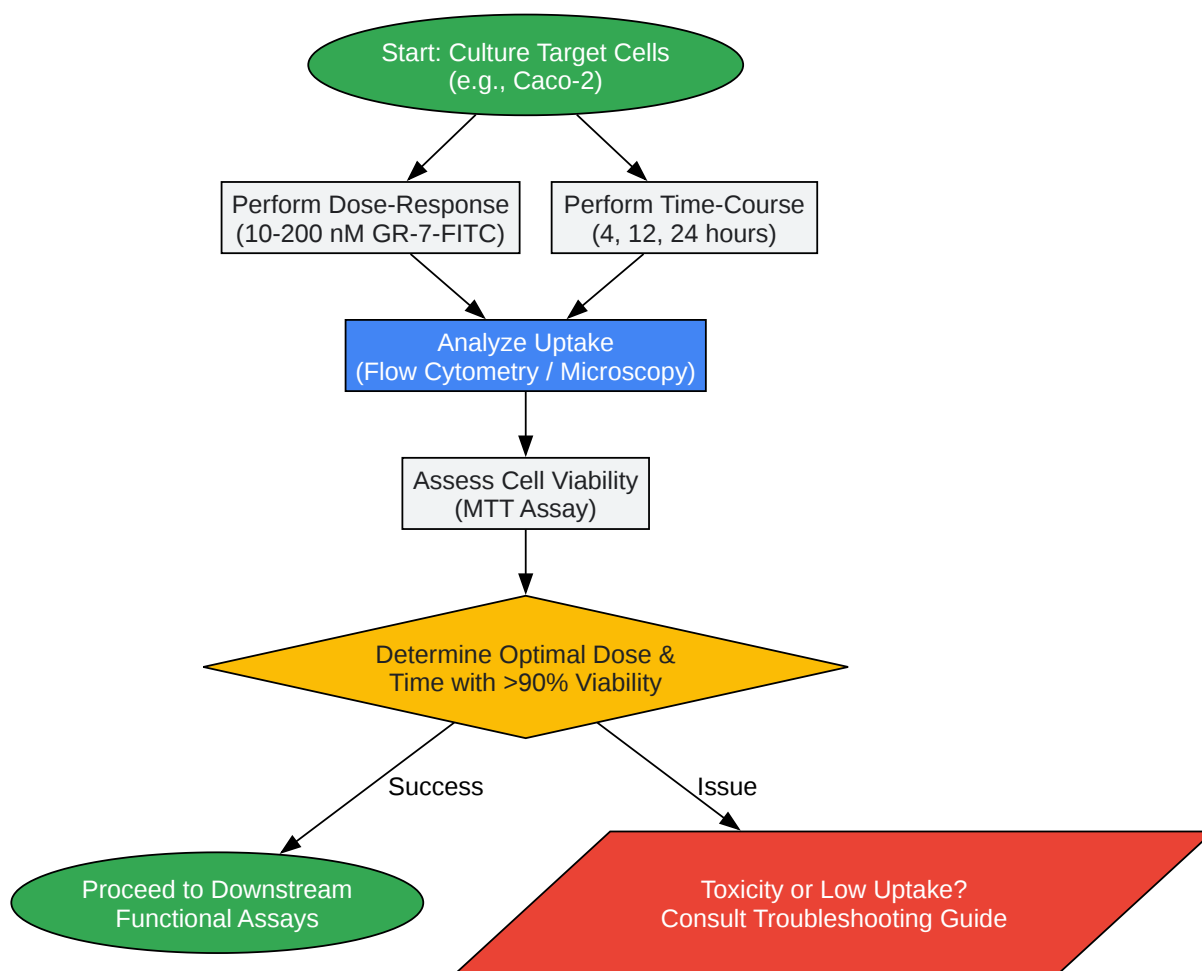 Start: Culture Target Cells
(e.g., Caco-2)
Perform Dose-Response
(10-200 nM GR-7-FITC)
Perform Time-Course
(4, 12, 24 hours)
Analyze Uptake
(Flow Cytometry / Microscopy)
Assess Cell Viability
(MTT Assay)
Determine Optimal Dose &
Time with >90% Viability
Success
Issue
Proceed to Downstream
Functional Assays
Toxicity or Low Uptake?
Consult Troubleshooting Guide